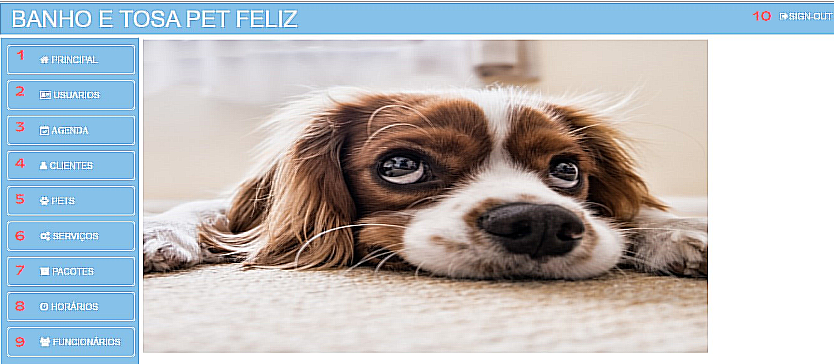 BANHO E TOSA PET FELIZ
10 SIGN-OUT
1 PRINCIPAL
2 USUARIOS
3 AGENDA
4 CLIENTES
5 PETS
6 SERVIÇOS
7 PACOTES
8 HORÁRIOS
9 FUNCIONÁRIOS